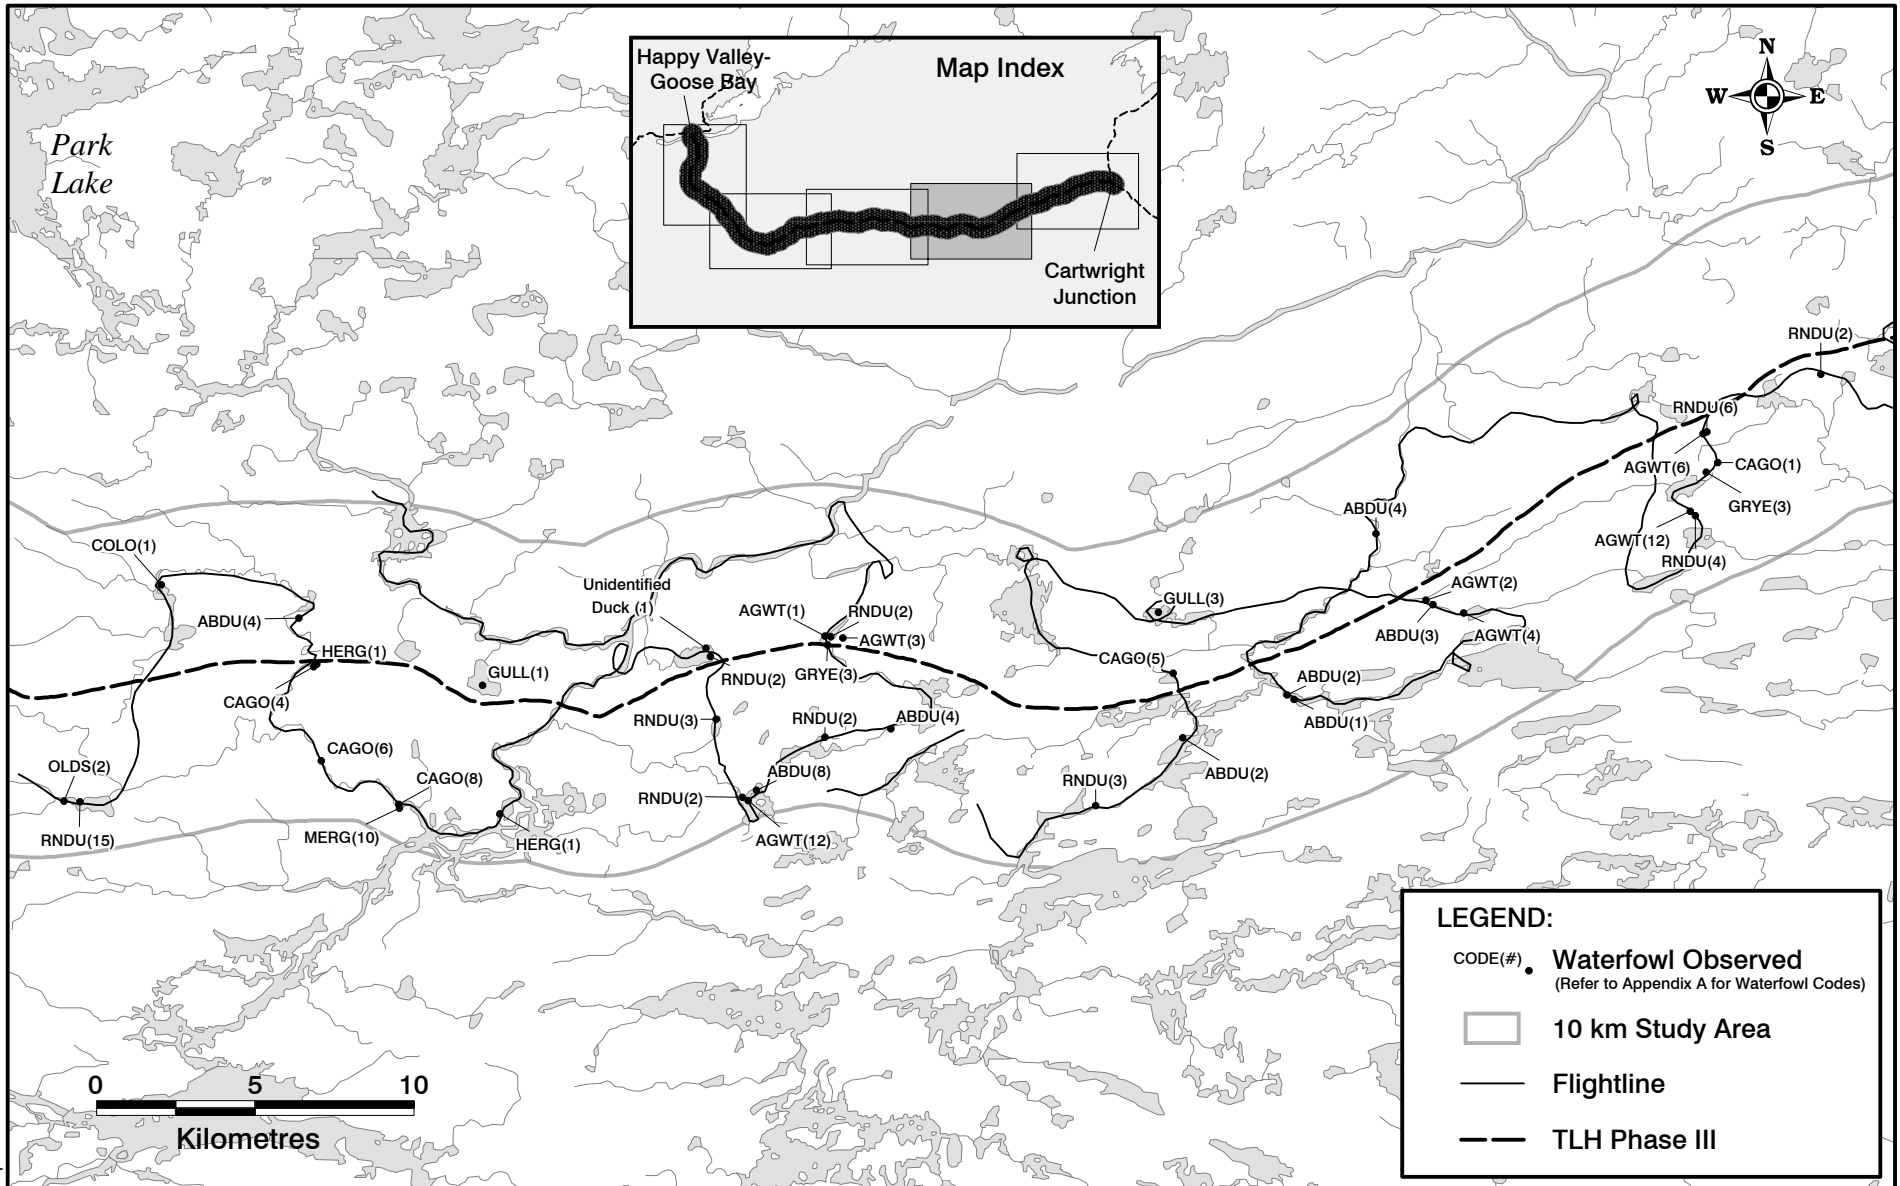 Happy Valley-
Goose Bay
Map Index
N
W
E
S
Park
Lake
Cartwright
Junction
RNDU(2)
RNDU(6)
AGWT(6)
CAGO(1)
GRYE(3)
ABDU(4)
AGWT(12)
RNDU(4)
COLO(1)
Unidentified
Duck (1)
AGWT(2)
GULL(3)
AGWT(1)
RNDU(2)
ABDU(4)
ABDU(3)
AGWT(4)
AGWT(3)
HERG(1)
CAGO(5)
GULL(1)
RNDU(2)
GRYE(3)
ABDU(2)
CAGO(4)
RNDU(3)
RNDU(2)
ABDU(4)
ABDU(1)
CAGO(6)
OLDS(2)
CAGO(8)
ABDU(8)
RNDU(3)
ABDU(2)
RNDU(2)
RNDU(15)
MERG(10)
HERG(1)
AGWT(12)
LEGEND:
CODE(#)
Waterfowl Observed
(Refer to Appendix A for Waterfowl Codes)
10 km Study Area
Flightline
TLH Phase III
0 5 10
Kilometres